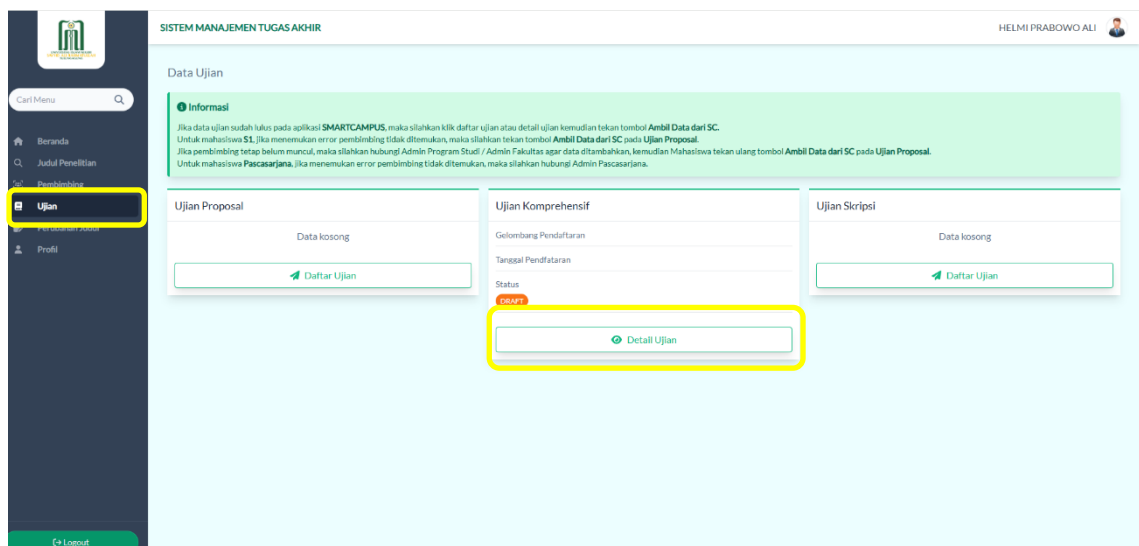 SISTEM MANAJEMEN TUGAS AKHIR
HELMI PRABOWO ALI
Cari Menu
Beranda
Judul Penelitian
Pembimbing
Ujian
Perubahan Judul
Profil
Logout
Data Ujian
Informasi
Jika data ujian sudah lulus pada aplikasi SMARTCAMPUS, maka silahkan klik daftar ujian atau detail ujian kemudian tekan tombol Ambil Data dari SC.
Untuk mahasiswa S1, jika menemukan error pembimbing tidak ditemukan, maka silahkan tekan tombol Ambil Data dari SC pada Ujian Proposal.
Jika pembimbing tetap belum muncul, maka silahkan hubungi Admin Program Studi / Admin Fakultas agar data ditambahkan, kemudian Mahasiswa tekan ulang tombol Ambil Data dari SC pada Ujian Proposal.
Untuk mahasiswa Pascasarjana, jika menemukan error pembimbing tidak ditemukan, maka silahkan hubungi Admin Pascasarjana.
Ujian Proposal
Data kosong
Daftar Ujian
Ujian Komprehensif
Gelombang Pendaftaran
Tanggal Pendfataran
Status
DRAFT
Detail Ujian
Ujian Skripsi
Data kosong
Daftar Ujian